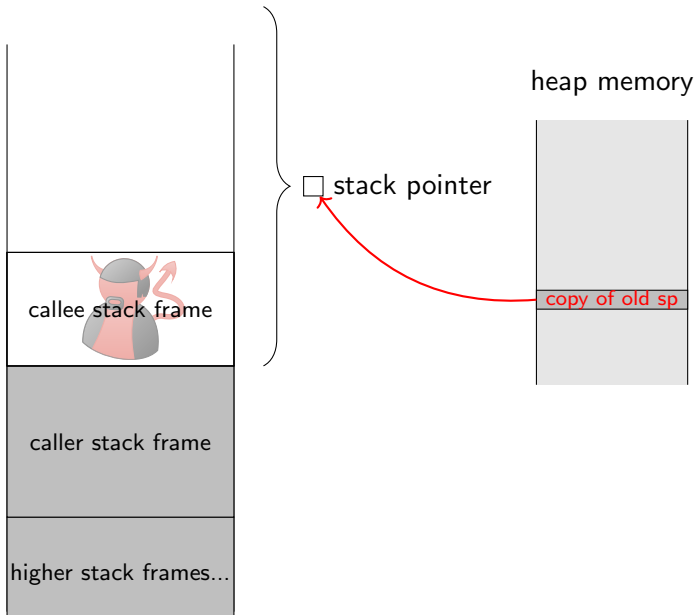 heap memory
stack pointer
copy of old sp
callee stack frame
caller stack frame
higher stack frames...